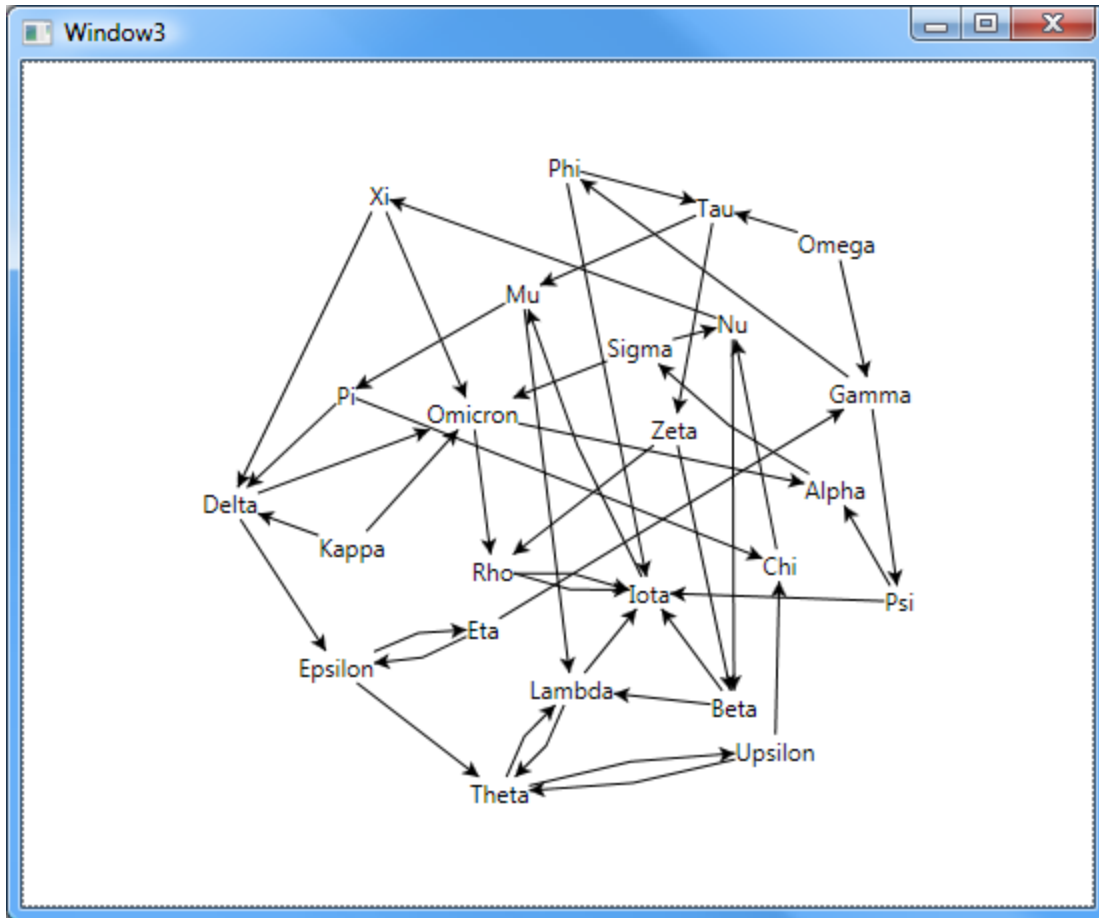 Window3
Phi
Xi
Tau
Omega
Mu
Nu
Sigma
Pi
Gamma
Omicron
Zeta
Alpha
Delta
Kappa
Chi
Rho
Iota
Psi
Eta
Epsilon
Lambda
Beta
Upsilon
Theta